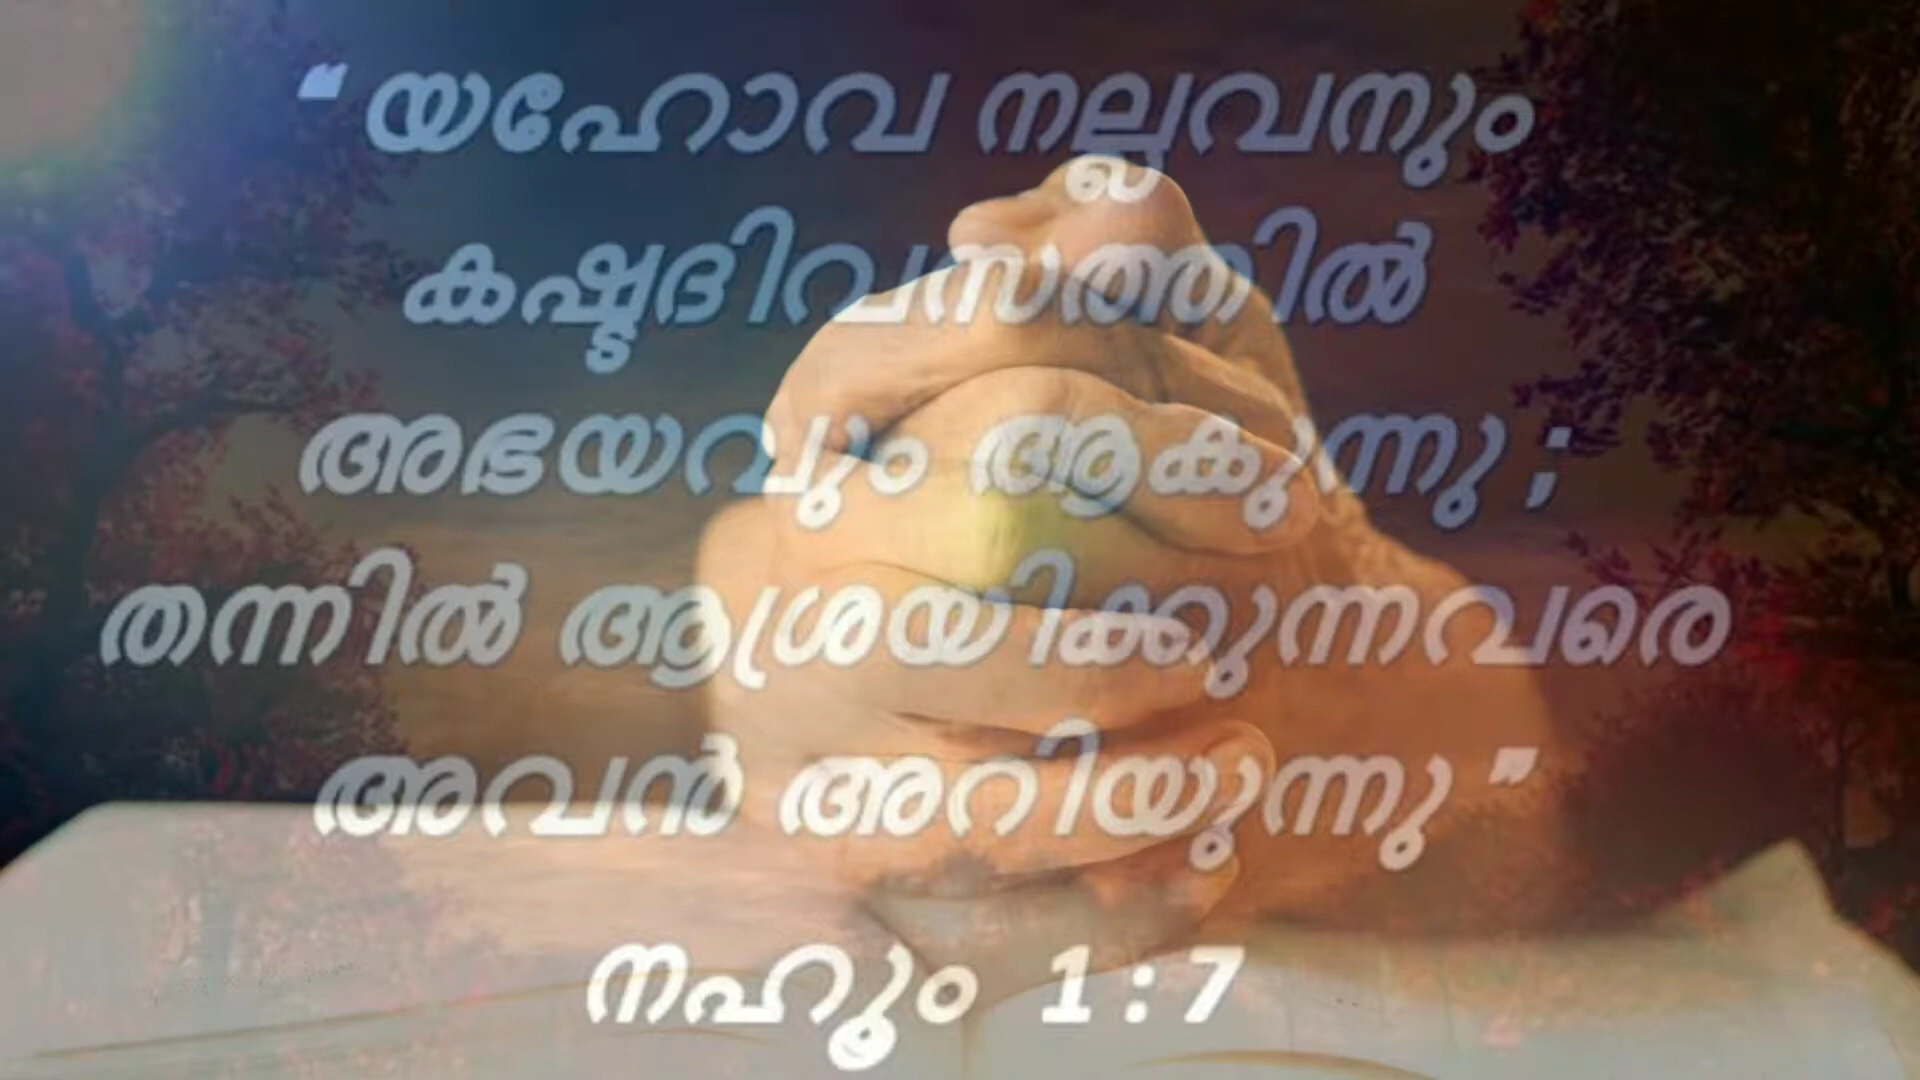 “ യഹോവ നല്ലവനും
കഷ്ടദിവസത്തിൽ
അഭയവും ആകുന്നു ;
തന്നിൽ ആശ്രയിക്കുന്നവരെ
അവൻ അറിയുന്നു ”
നഹൂം 1:7